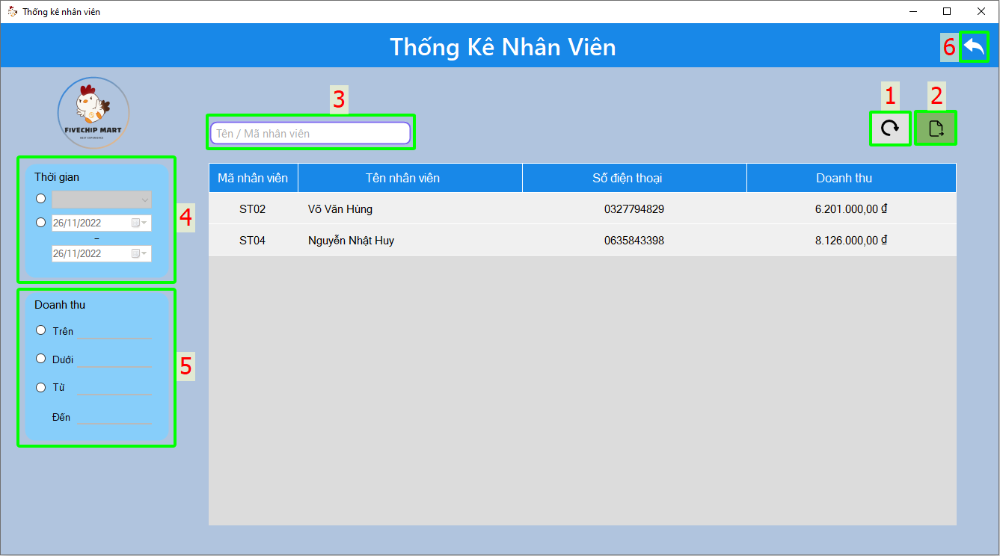 Thống kê nhân viên
Thống Kê Nhân Viên
6
FIVECHIP MART
BEST EXPERIENCE
3
1
2
Tên / Mã nhân viên
Thời gian
26/11/2022
–
26/11/2022
4
Doanh thu
Trên
Dưới
Từ
Đến
5
Mã nhân viên Tên nhân viên Số điện thoại Doanh thu
ST02 Võ Văn Hùng 0327794829 6.201.000,00 ₫
ST04 Nguyễn Nhật Huy 0635843398 8.126.000,00 ₫